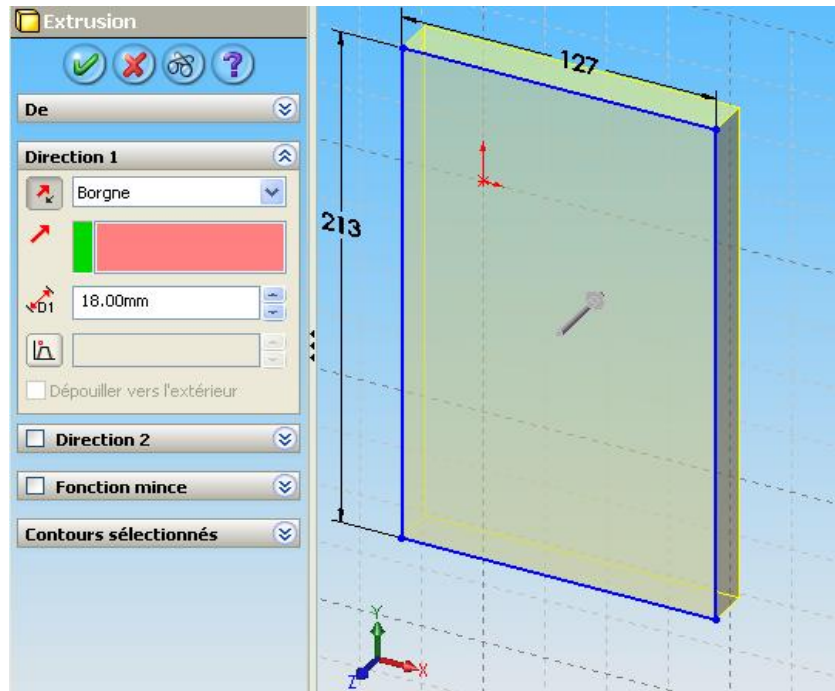 Extrusion
?
De
Direction 1
Borgne
D1
18.00mm
Dépouiller vers l'extérieur
Direction 2
Fonction mince
Contours sélectionnés
127
213
Y
X
Z